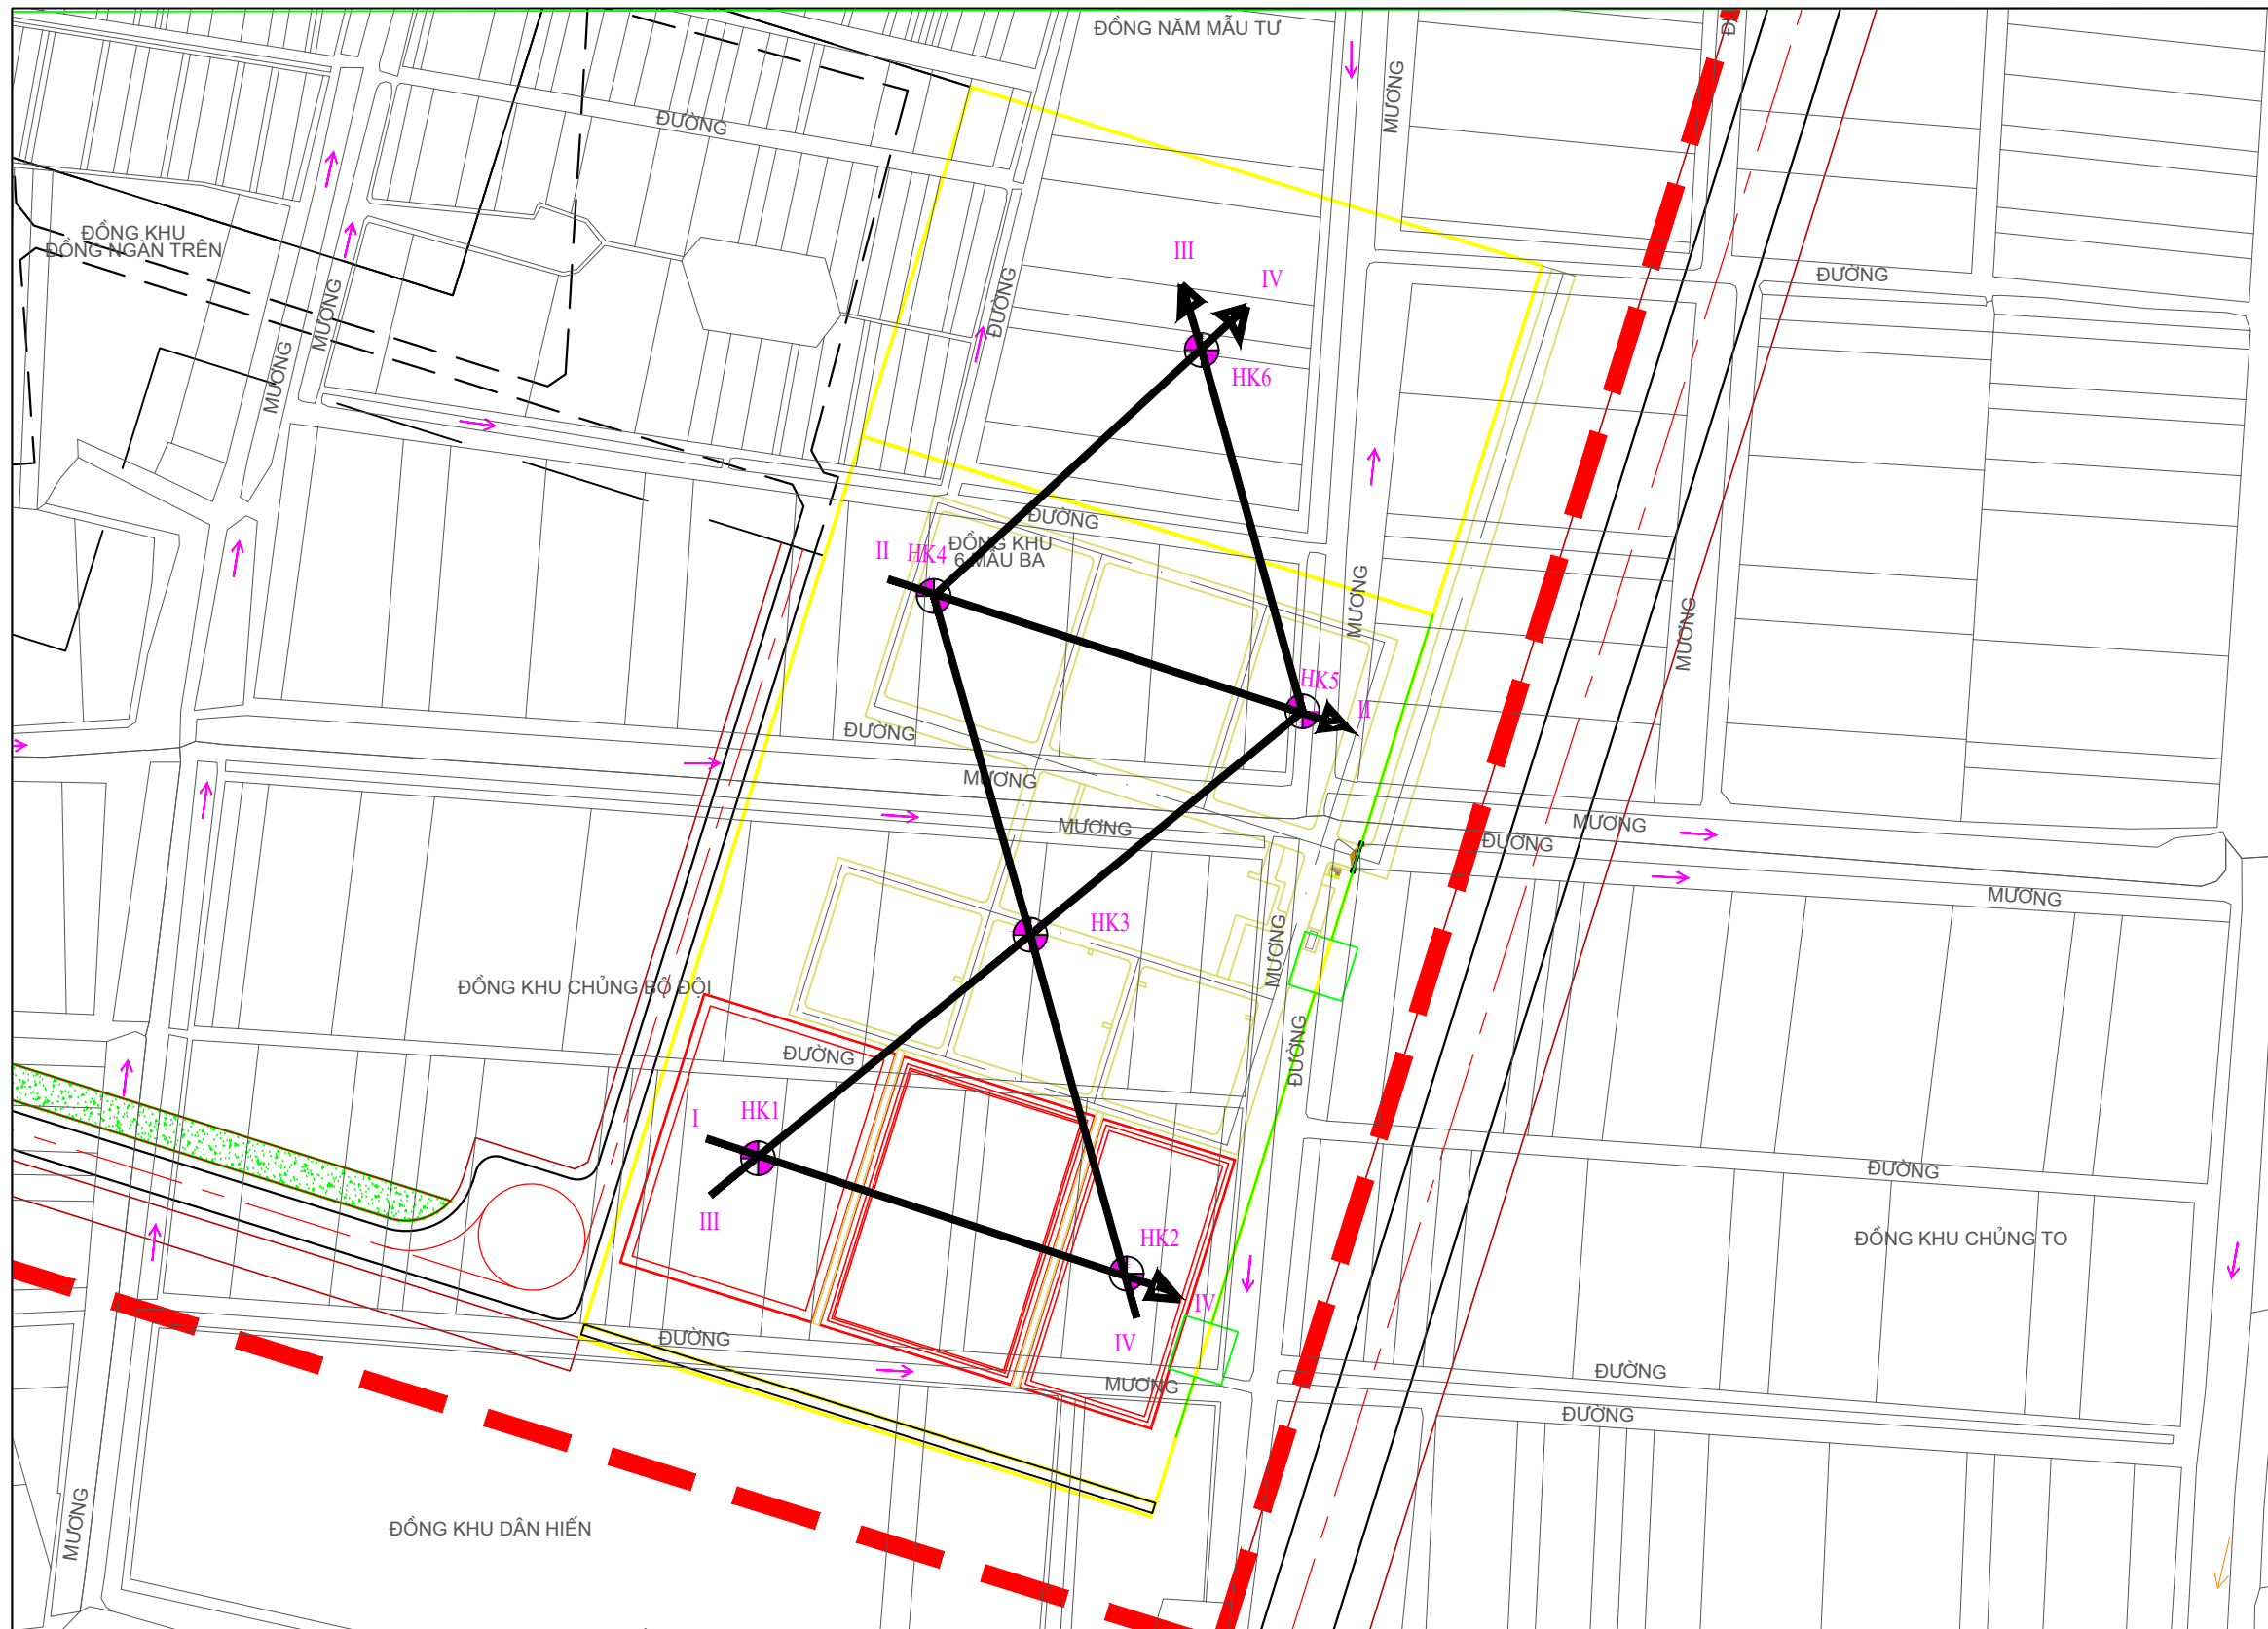 ĐỒNG NĂM MẪU TƯ
MƯƠNG
ĐƯỜNG
ĐỒNG KHU
ĐỒNG NGÀN TRÊN
III
IV
ĐƯỜNG
MƯƠNG
ĐƯỜNG
MƯƠNG
HK6
ĐƯỜNG
II
HK4
ĐỒNG KHU
6 MẪU BA
MƯƠNG
MƯƠNG
HK5
II
ĐƯỜNG
MƯƠNG
MƯƠNG
MƯƠNG
ĐƯỜNG
MƯƠNG
HK3
MƯƠNG
ĐỒNG KHU CHỦNG BỘ ĐỘI
ĐƯỜNG
ĐƯỜNG
I
HK1
ĐƯỜNG
III
HK2
ĐỒNG KHU CHỦNG TO
IV
IV
ĐƯỜNG
ĐƯỜNG
MƯƠNG
ĐƯỜNG
MƯƠNG
ĐỒNG KHU DÂN HIẾN